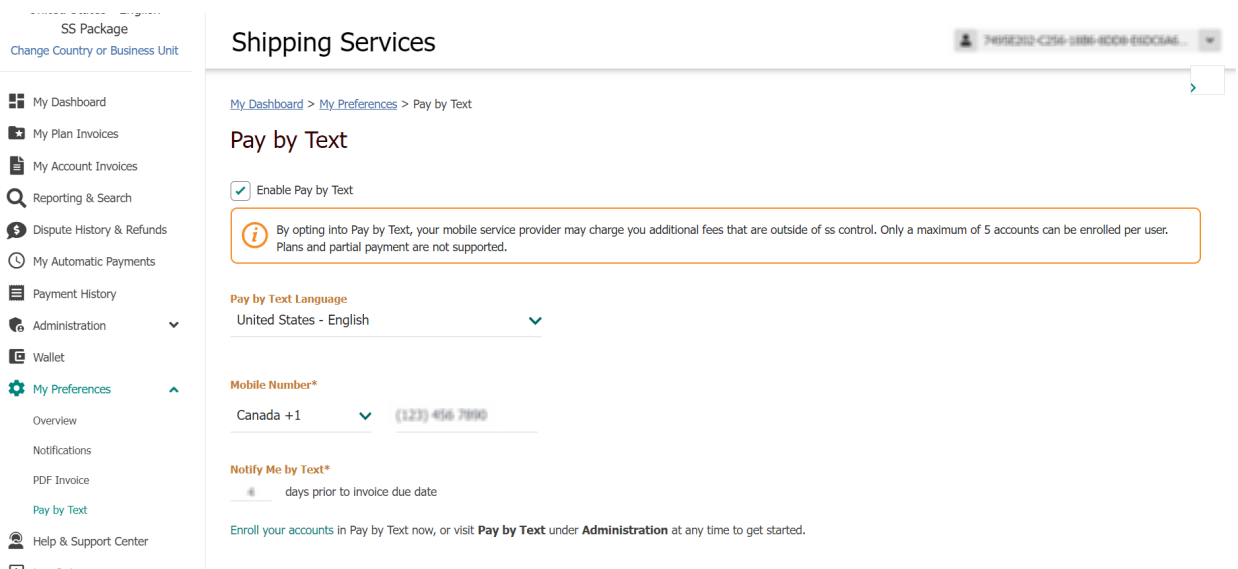 SS Package
Change Country or Business Unit
Shipping Services
My Dashboard
My Plan Invoices
My Account Invoices
Reporting & Search
Dispute History & Refunds
My Automatic Payments
Payment History
Administration
Wallet
My Preferences
Overview
Notifications
PDF Invoice
Pay by Text
Help & Support Center
My Dashboard > My Preferences > Pay by Text
Pay by Text
Enable Pay by Text
By opting into Pay by Text, your mobile service provider may charge you additional fees that are outside of ss control. Only a maximum of 5 accounts can be enrolled per user.
Plans and partial payment are not supported.
Pay by Text Language
United States - English
Mobile Number*
Canada +1 (123) 456 7890
Notify Me by Text*
days prior to invoice due date
Enroll your accounts in Pay by Text now, or visit Pay by Text under Administration at any time to get started.